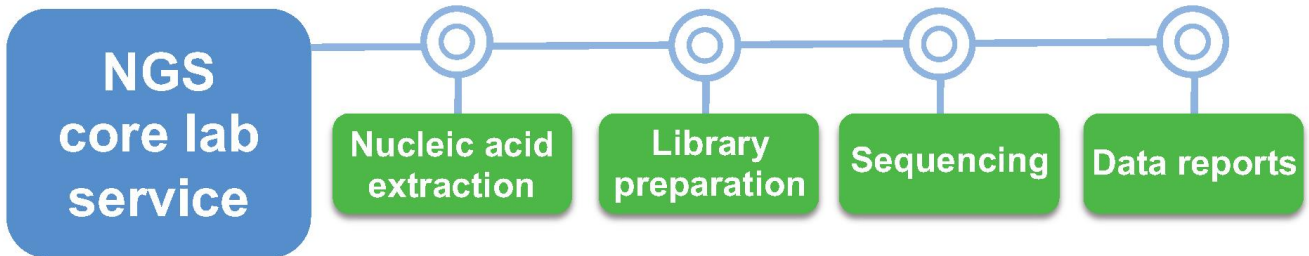 NGS
core lab
service
Nucleic acid
extraction
Library
preparation
Sequencing
Data reports